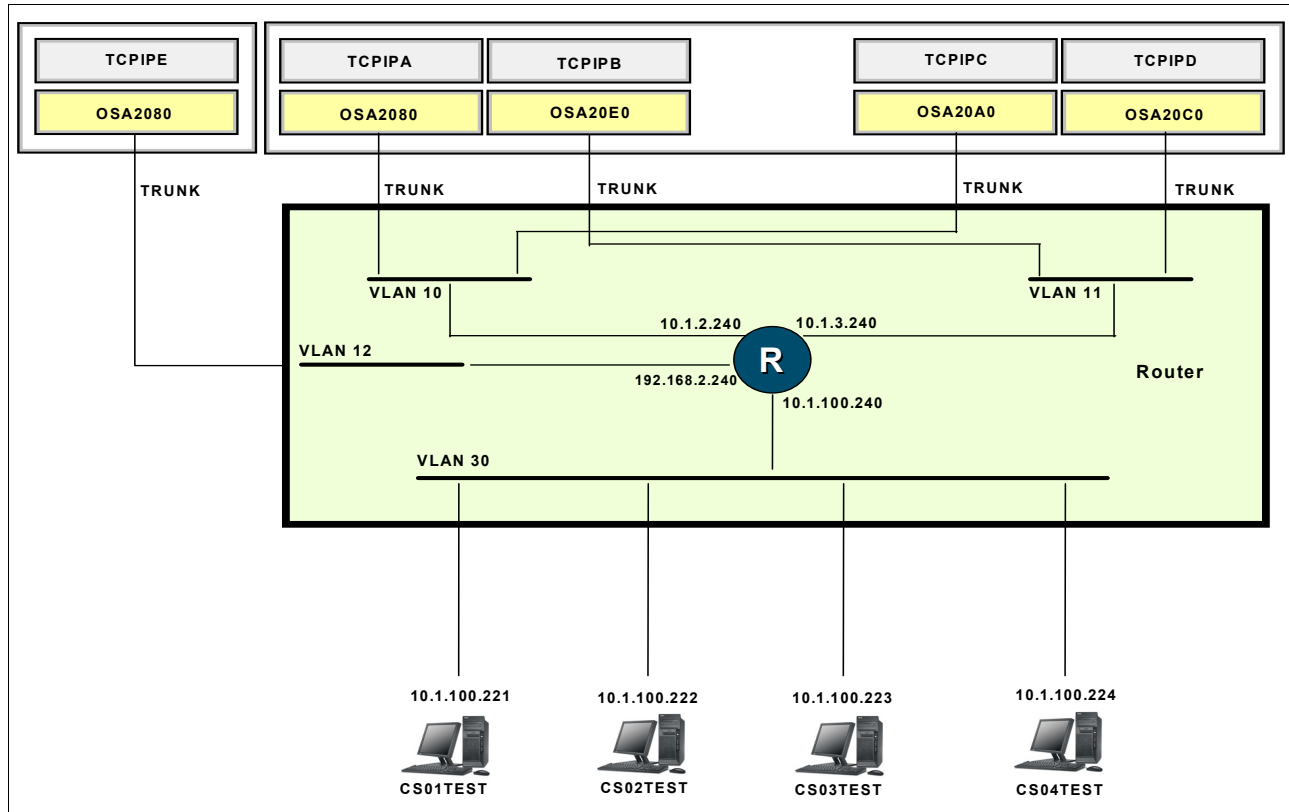 TCPIPE
TCPIPA
TCPIPB
TCPIPC
TCPIPD
OSA2080
OSA2080
OSA20E0
OSA20A0
OSA20C0
TRUNK
TRUNK
TRUNK
TRUNK
TRUNK
VLAN 10
VLAN 11
10.1.2.240
10.1.3.240
VLAN 12
R
Router
192.168.2.240
10.1.100.240
VLAN 30
10.1.100.221
10.1.100.222
10.1.100.223
10.1.100.224
CS01TEST
CS02TEST
CS03TEST
CS04TEST